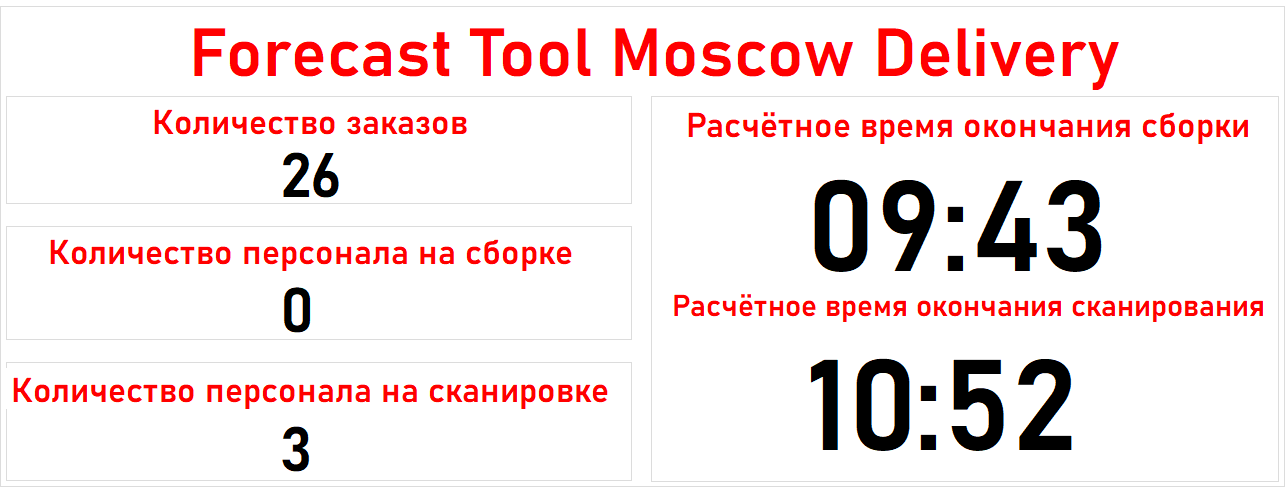 Forecast Tool Moscow Delivery
Количество заказов
26
Количество персонала на сборке
0
Количество персонала на сканировке
3
Расчётное время окончания сборки
09:43
Расчётное время окончания сканирования
10:52